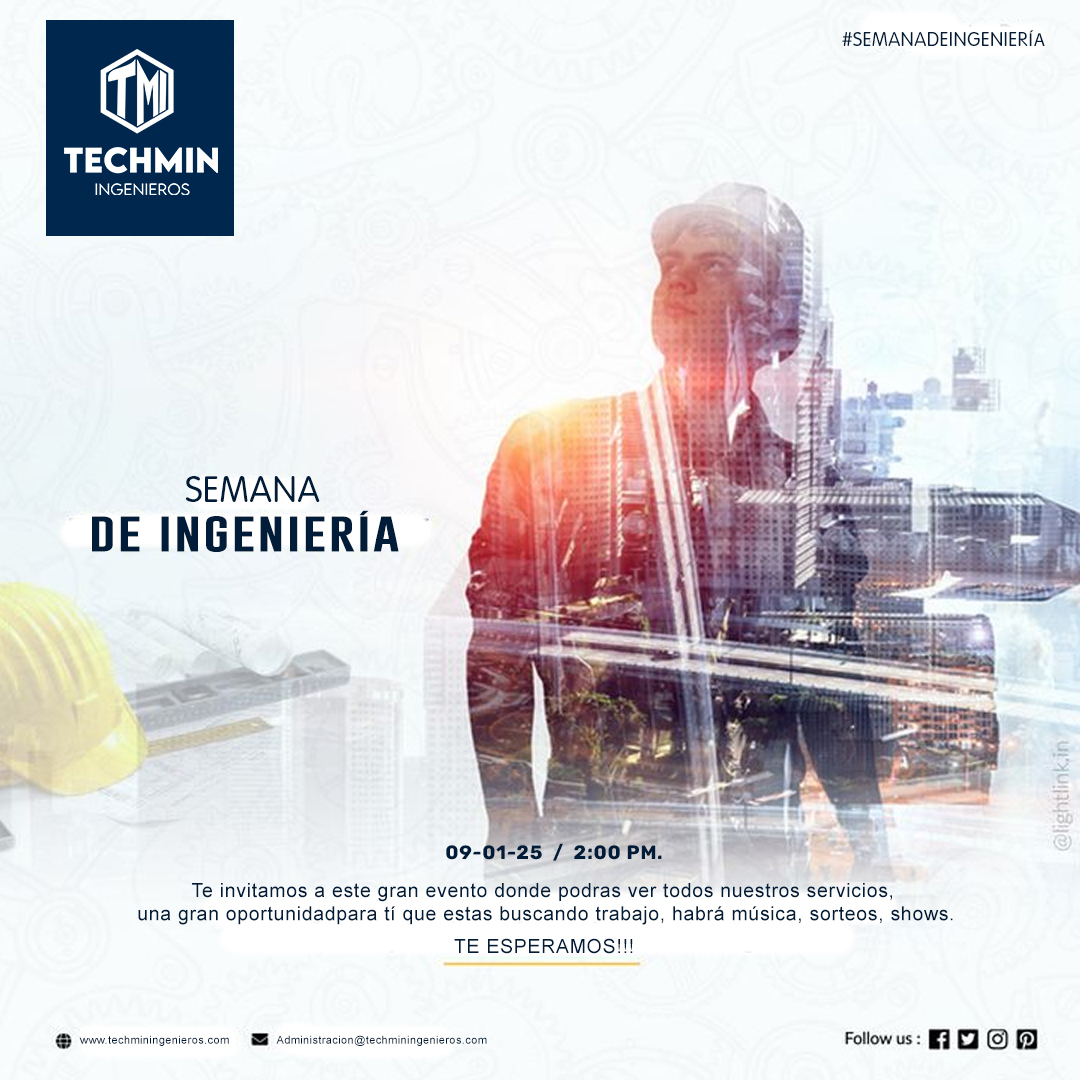 #SEMANADEINGENIERÍA
TMI
TECHMIN
INGENIEROS
SEMANA
DE INGENIERÍA
@lightlink.in
09-01-25 / 2:00 PM.
Te invitamos a este gran evento donde podras ver todos nuestros servicios,
una gran oportunidadpara tí que estas buscando trabajo, habrá música, sorteos, shows.
TE ESPERAMOS!!!
www.techminingenieros.com
Administracion@techminingenieros.com
Follow us :